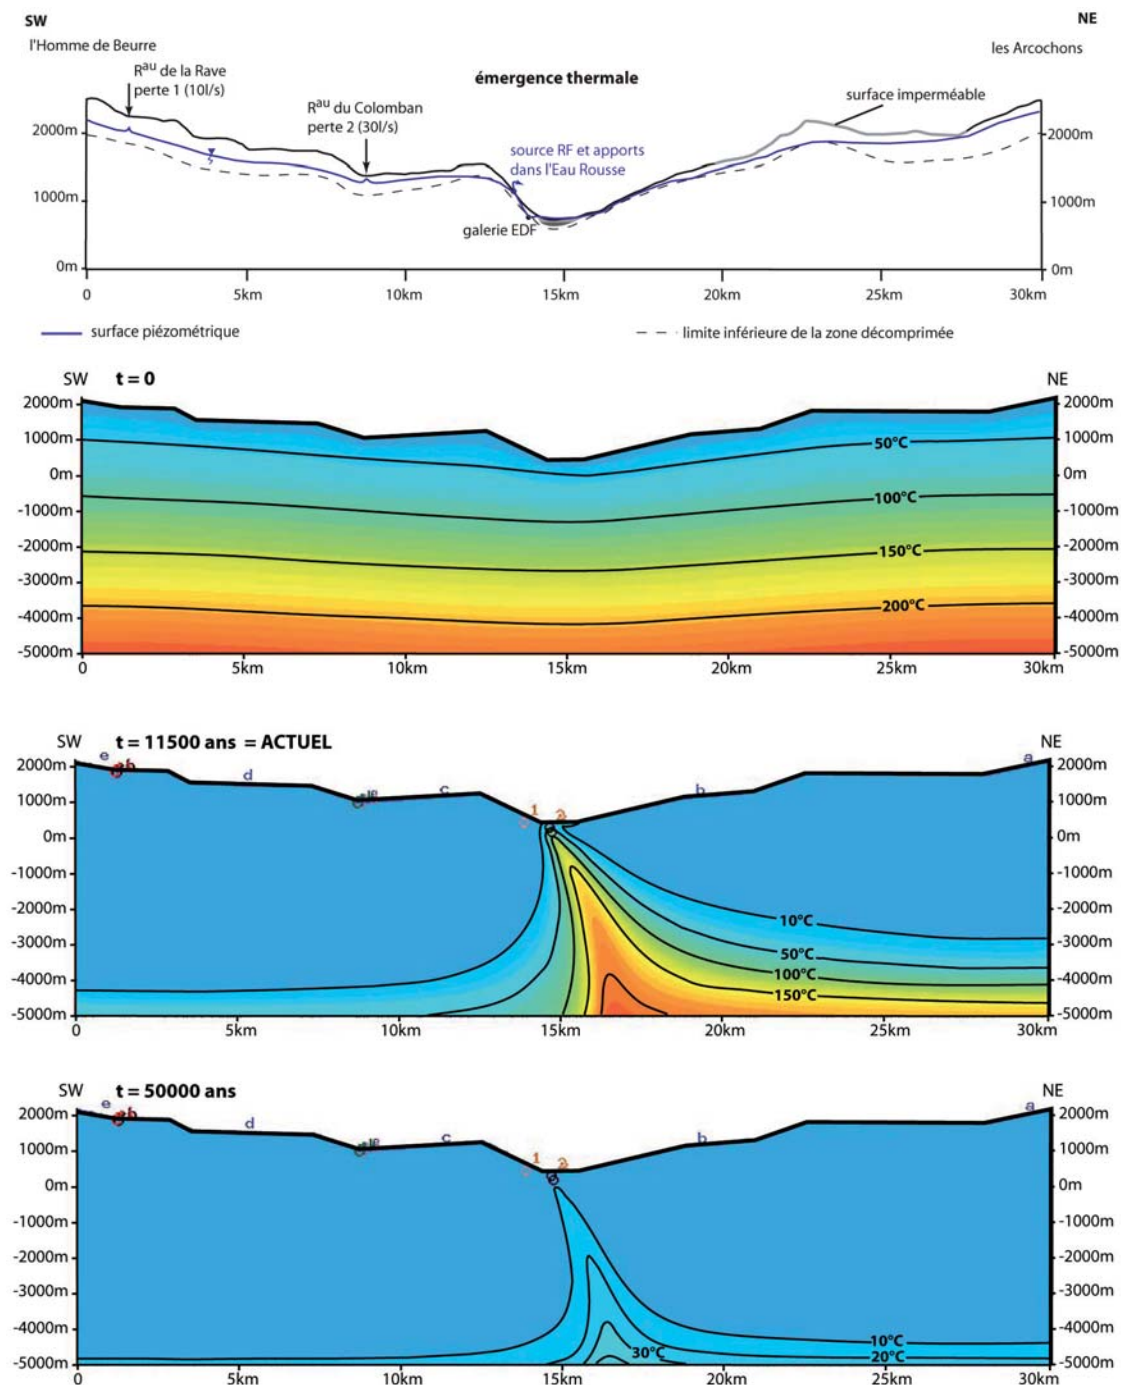 SW NE
l'Homme de Beurre les Arcochons
Rau de la Rave
perte 1 (10l/s)
émergence thermale
surface imperméable
Rau du Colomban
perte 2 (30l/s)
2000m 2000m
source RF et apports
dans l'Eau Rousse
1000m 1000m
galerie EDF
0m 0m
0 5km 10km 15km 20km 25km 30km
surface piézométrique limite inférieure de la zone décomprimée
SW t = 0 NE
2000m 2000m
1000m 50°C 1000m
0m 0m
-1000m 100°C -1000m
-2000m 150°C -2000m
-3000m -3000m
-4000m 200°C -4000m
-5000m -5000m
0 5km 10km 15km 20km 25km 30km
SW t = 11500 ans = ACTUEL NE
e a
2000m 2000m
d b c
1000m 1 2 1000m
0m 0m
-1000m -1000m
-2000m 10°C -2000m
-3000m 50°C -3000m
-4000m 100°C -4000m
150°C
-5000m -5000m
0 5km 10km 15km 20km 25km 30km
SW t = 50000 ans NE
e a
2000m 2000m
d c b
1000m 1 2 1000m
0m 0m
-1000m -1000m
-2000m -2000m
-3000m -3000m
-4000m 10°C -4000m
30°C 20°C
-5000m -5000m
0 5km 10km 15km 20km 25km 30km